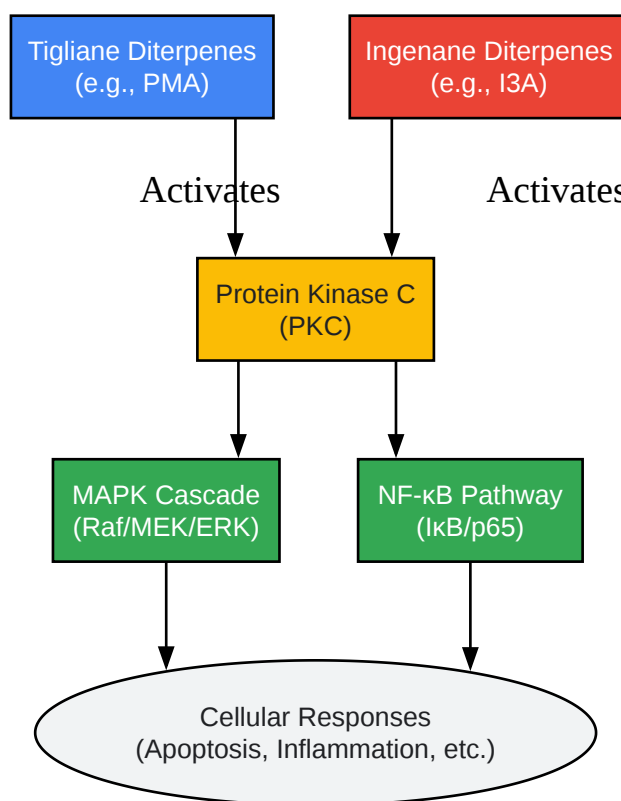 Tigliane Diterpenes
(e.g., PMA)
Ingenane Diterpenes
(e.g., I3A)
Activates
Activates
Protein Kinase C
(PKC)
MAPK Cascade
(Raf/MEK/ERK)
NF-κB Pathway
(IκB/p65)
Cellular Responses
(Apoptosis, Inflammation, etc.)